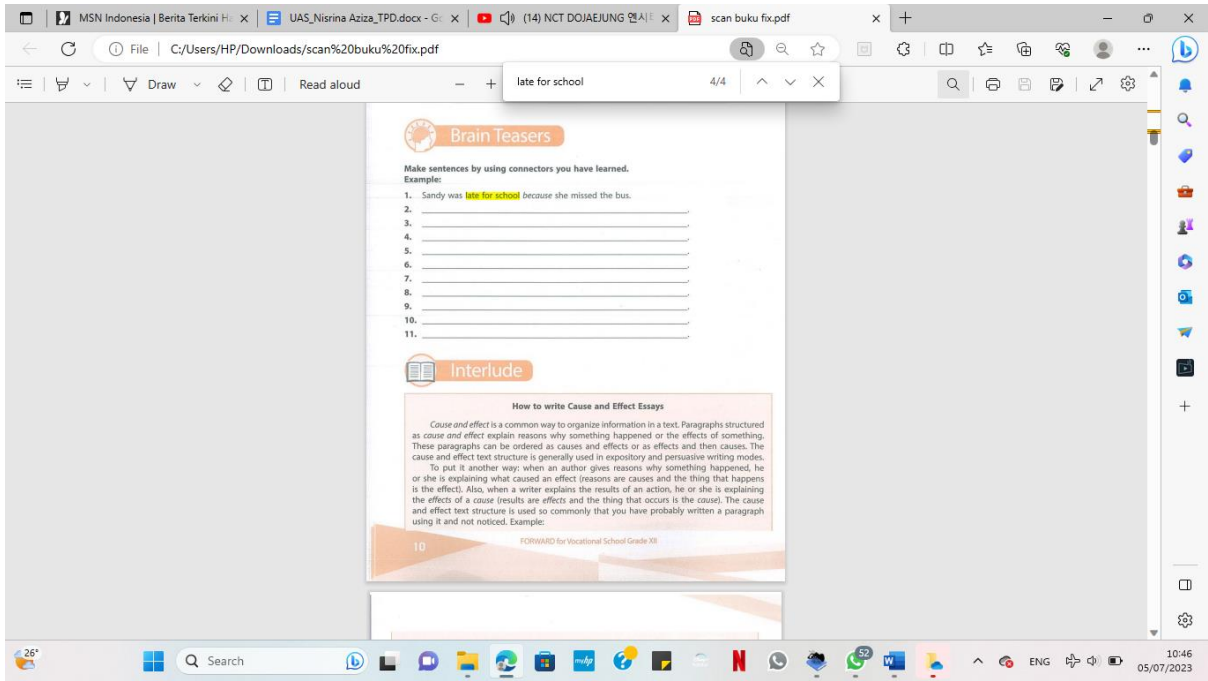 MSN Indonesia | Berita Terkini Ha
UAS_Nisrina Aziza_TPD.docx - Go
(14) NCT DOJAEJUNG 엔시티
scan buku fix.pdf
File | C:/Users/HP/Downloads/scan%20buku%20fix.pdf
Draw
Read aloud
late for school 4/4
Brain Teasers
Make sentences by using connectors you have learned.
Example:
1. Sandy was late for school because she missed the bus.
2. .
3. .
4. .
5. .
6. .
7. .
8. .
9. .
10. .
11. .
Interlude
How to write Cause and Effect Essays
Cause and effect is a common way to organize information in a text. Paragraphs structured
as cause and effect explain reasons why something happened or the effects of something.
These paragraphs can be ordered as causes and effects or as effects and then causes. The
cause and effect text structure is generally used in expository and persuasive writing modes.
To put it another way: when an author gives reasons why something happened, he
or she is explaining what caused an effect (reasons are causes and the thing that happens
is the effect). Also, when a writer explains the results of an action, he or she is explaining
the effects of a cause (results are effects and the thing that occurs is the cause). The cause
and effect text structure is used so commonly that you have probably written a paragraph
using it and not noticed. Example:
10
FORWARD for Vocational School Grade XII
26°
Search
myhp
52
ENG
10:46
05/07/2023